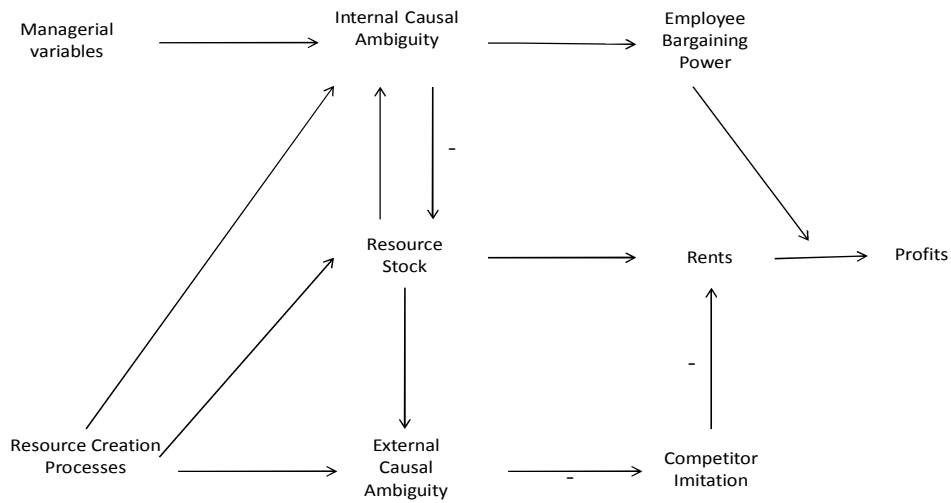 Managerial
variables
Internal Causal
Ambiguity
Employee
Bargaining
Power
-
Resource
Stock
Rents
Profits
-
Resource Creation
Processes
External
Causal
Ambiguity
-
Competitor
Imitation